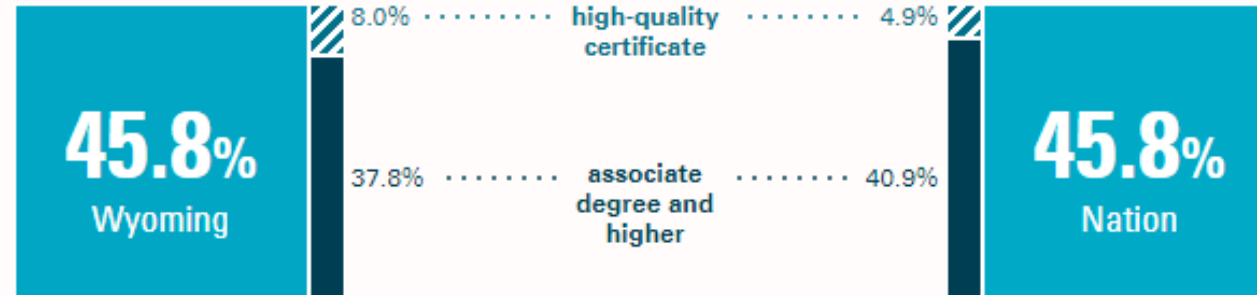 8.0% ········· high-quality ········ 4.9%
certificate
45.8%
Wyoming
37.8% ········ associate ········ 40.9%
degree and
higher
45.8%
Nation